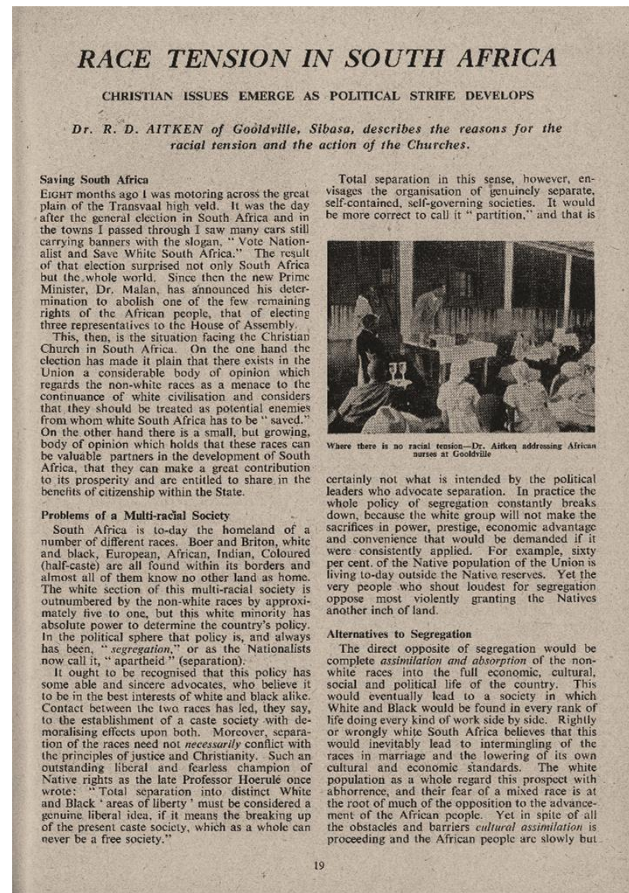 RACE TENSION IN SOUTH AFRICA
CHRISTIAN ISSUES EMERGE AS POLITICAL STRIFE DEVELOPS
Dr. R. D. AITKEN of Gooldville, Sibasa, describes the reasons for the
racial tension and the action of the Churches.
Saving South Africa
EIGHT months ago I was motoring across the great
plain of the Transvaal high veld. It was the day
after the general election in South Africa and in
the towns I passed through I saw many cars still
carrying banners with the slogan, " Vote Nation-
alist and Save White South Africa." The result
of that election surprised not only South Africa
but the whole world. Since then the new Prime
Minister, Dr. Malan, has announced his deter-
mination to abolish one of the few remaining
rights of the African people, that of electing
three representatives to the House of Assembly.
This, then, is the situation facing the Christian
Church in South Africa. On the one hand the
election has made it plain that there exists in the
Union a considerable body of opinion which
regards the non-white races as a menace to the
continuance of white civilisation and considers
that they should be treated as potential enemies
from whom white South Africa has to be " saved."
On the other hand there is a small, but growing,
body of opinion which holds that these races can
be valuable partners in the development of South
Africa, that they can make a great contribution
to its prosperity and are entitled to share in the
benefits of citizenship within the State.
Problems of a Multi-racial Society
South Africa is to-day the homeland of a
number of different races. Boer and Briton, white
and black, European, African, Indian, Coloured
(half-caste) are all found within its borders and
almost all of them know no other land as home.
The white section of this multi-racial society is
outnumbered by the non-white races by approxi-
mately five to one, but this white minority has
absolute power to determine the country's policy.
In the political sphere that policy is, and always
has been, " segregation," or as the Nationalists
now call it, " apartheid " (separation).
It ought to be recognised that this policy has
some able and sincere advocates, who believe it
to be in the best interests of white and black alike.
Contact between the two races has led, they say,
to the establishment of a caste society with de-
moralising effects upon both. Moreover, separa-
tion of the races need not necessarily conflict with
the principles of justice and Christianity. Such an
outstanding liberal and fearless champion of
Native rights as the late Professor Hoerule once
wrote: " Total separation into distinct White
and Black ' areas of liberty ' must be considered a
genuine liberal idea, if it means the breaking up
of the present caste society, which as a whole can
never be a free society."
Total separation in this sense, however, en-
visages the organisation of genuinely separate,
self-contained, self-governing societies. It would
be more correct to call it " partition," and that is
Where there is no racial tension—Dr. Aitken addressing African
nurses at Gooldville
certainly not what is intended by the political
leaders who advocate separation. In practice the
whole policy of segregation constantly breaks
down, because the white group will not make the
sacrifices in power, prestige, economic advantage
and convenience that would be demanded if it
were consistently applied. For example, sixty
per cent. of the Native population of the Union is
living to-day outside the Native reserves. Yet the
very people who shout loudest for segregation
oppose most violently granting the Natives
another inch of land.
Alternatives to Segregation
The direct opposite of segregation would be
complete assimilation and absorption of the non-
white races into the full economic, cultural,
social and political life of the country. This
would eventually lead to a society in which
White and Black would be found in every rank of
life doing every kind of work side by side. Rightly
or wrongly white South Africa believes that this
would inevitably lead to intermingling of the
races in marriage and the lowering of its own
cultural and economic standards. The white
population as a whole regard this prospect with
abhorrence, and their fear of a mixed race is at
the root of much of the opposition to the advance-
ment of the African people. Yet in spite of all
the obstacles and barriers cultural assimilation is
proceeding and the African people are slowly but
19